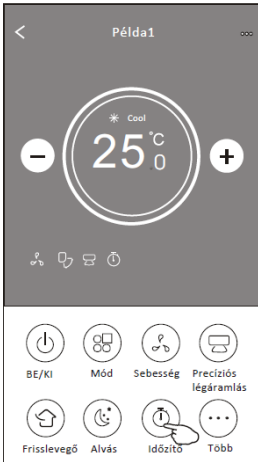 Példa1
Cool
25.0 °C
BE/KI
Mód
Sebesség
Precíziós
légáramlás
Frisslevegő
Alvás
Időzítő
Több